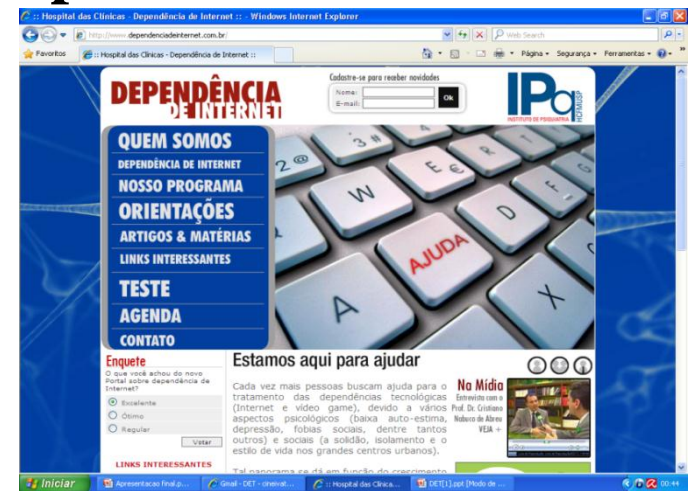 :: Hospital das Clínicas - Dependência de Internet :: - Windows Internet Explorer
http://www.dependenciadeinternet.com.br/
Web Search
Favoritos
:: Hospital das Clínicas - Dependência de Internet ::
Página
Segurança
Ferramentas
DEPENDÊNCIA
DE INTERNET
Cadastre-se para receber novidades
Nome:
E-mail:
Ok
IPq
INSTITUTO DE PSIQUIATRIA
HCFMUSP
QUEM SOMOS
DEPENDÊNCIA DE INTERNET
NOSSO PROGRAMA
ORIENTAÇÕES
ARTIGOS & MATÉRIAS
LINKS INTERESSANTES
TESTE
AGENDA
CONTATO
2 @
3 #
W
E €
R
AJUDA
D
A
X
Enquete
O que você achou do novo
Portal sobre dependência de
Internet?
Excelente
Ótimo
Regular
Votar
LINKS INTERESSANTES
Estamos aqui para ajudar
Cada vez mais pessoas buscam ajuda para o
tratamento das dependências tecnológicas
(Internet e video game), devido a vários
aspectos psicológicos (baixa auto-estima,
depressão, fobias sociais, dentre tantos
outros) e sociais (a solidão, isolamento e o
estilo de vida nos grandes centros urbanos).
Tal panorama se dá em função do crescimento
Na Mídia
Entrevista com o
Prof. Dr. Cristiano
Nabuco de Abreu
VEJA +
Iniciar
Apresentacao final.p...
Gmail - DET - cineivat...
:: Hospital das Clínica...
DET[1].ppt [Modo de ...
00:44